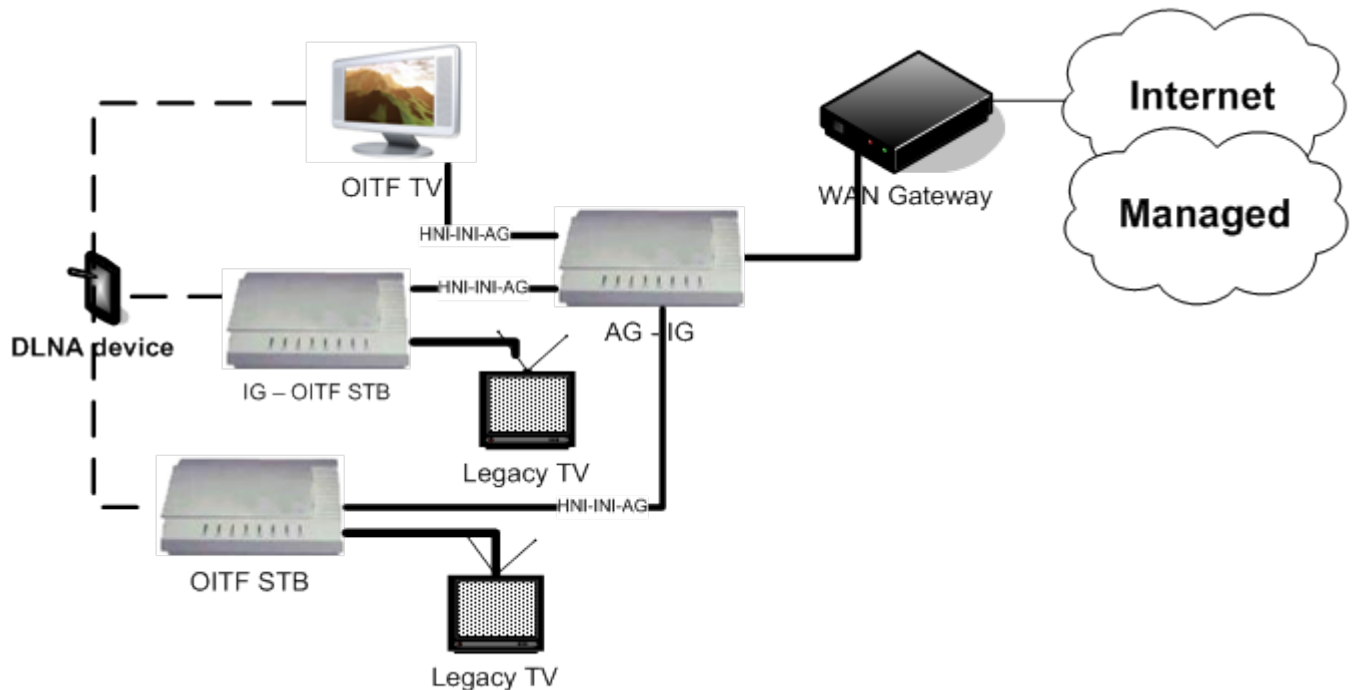 Internet
OITF TV
WAN Gateway
Managed
HNI-INI-AG
HNI-INI-AG
AG - IG
DLNA device
IG – OITF STB
Legacy TV
HNI-INI-AG
OITF STB
Legacy TV